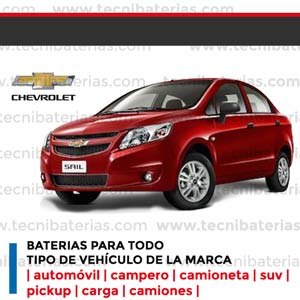 www.tecnibaterias.com
CHEVROLET
SAIL
BATERIAS PARA TODO
TIPO DE VEHÍCULO DE LA MARCA
| automóvil | campero | camioneta | suv |
pickup | carga | camiones |